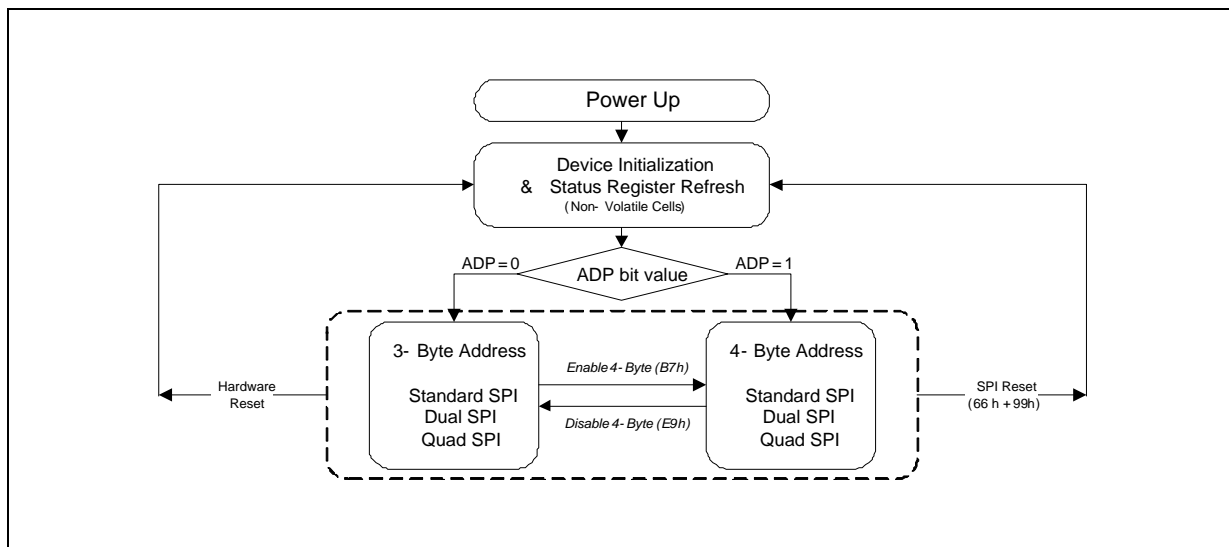 Power Up
Device Initialization
& Status Register Refresh
(Non- Volatile Cells)
ADP = 0
ADP bit value
ADP = 1
3- Byte Address
Standard SPI
Dual SPI
Quad SPI
Enable 4- Byte (B7h)
Disable 4- Byte (E9h)
4- Byte Address
Standard SPI
Dual SPI
Quad SPI
Hardware
Reset
SPI Reset
(66 h + 99h)